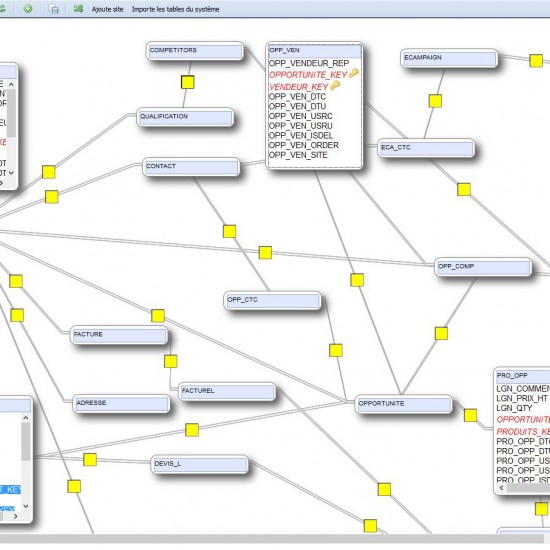 Ajoute site Importe les tables du système
COMPETITORS
OPP_VEN
OPP_VENDEUR_REP
OPPORTUNITE_KEY
VENDEUR_KEY
OPP_VEN_DTC
OPP_VEN_DTU
OPP_VEN_USRC
OPP_VEN_USRU
OPP_VEN_ISDEL
OPP_VEN_ORDER
OPP_VEN_SITE
ECAMPAIGN
QUALIFICATION
ECA_CTC
CONTACT
OPP_COMP
OPP_CTC
FACTURE
FACTUREL
ADRESSE
OPPORTUNITE
PRO_OPP
LGN_COMMEN
LGN_PRIX_HT
LGN_QTY
OPPORTUNITE
PRODUITS_KE
PRO_OPP_DT
PRO_OPP_DTU
PRO_OPP_US
PRO_OPP_US
PRO_OPP_ISD
DEVIS_L